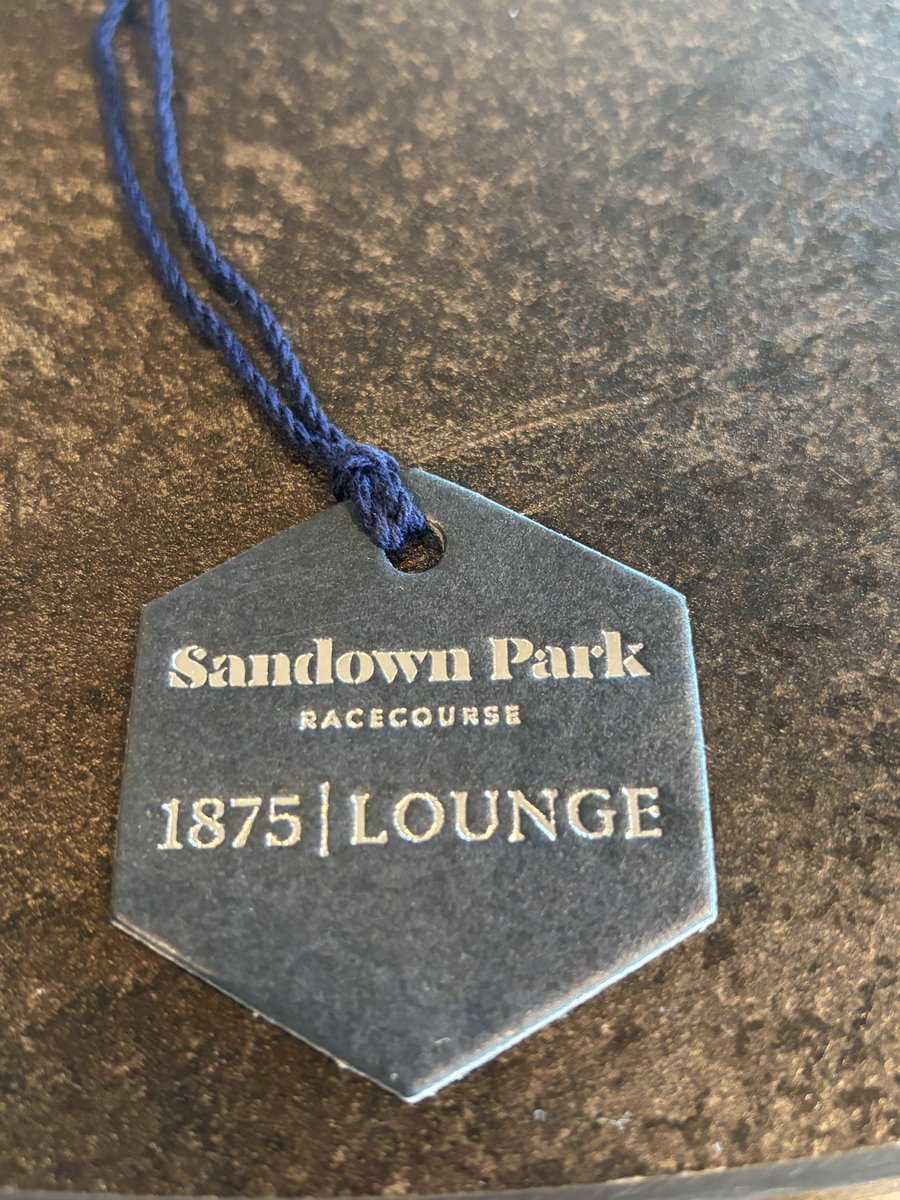 Sandown Park
RACECOURSE
1875 | LOUNGE